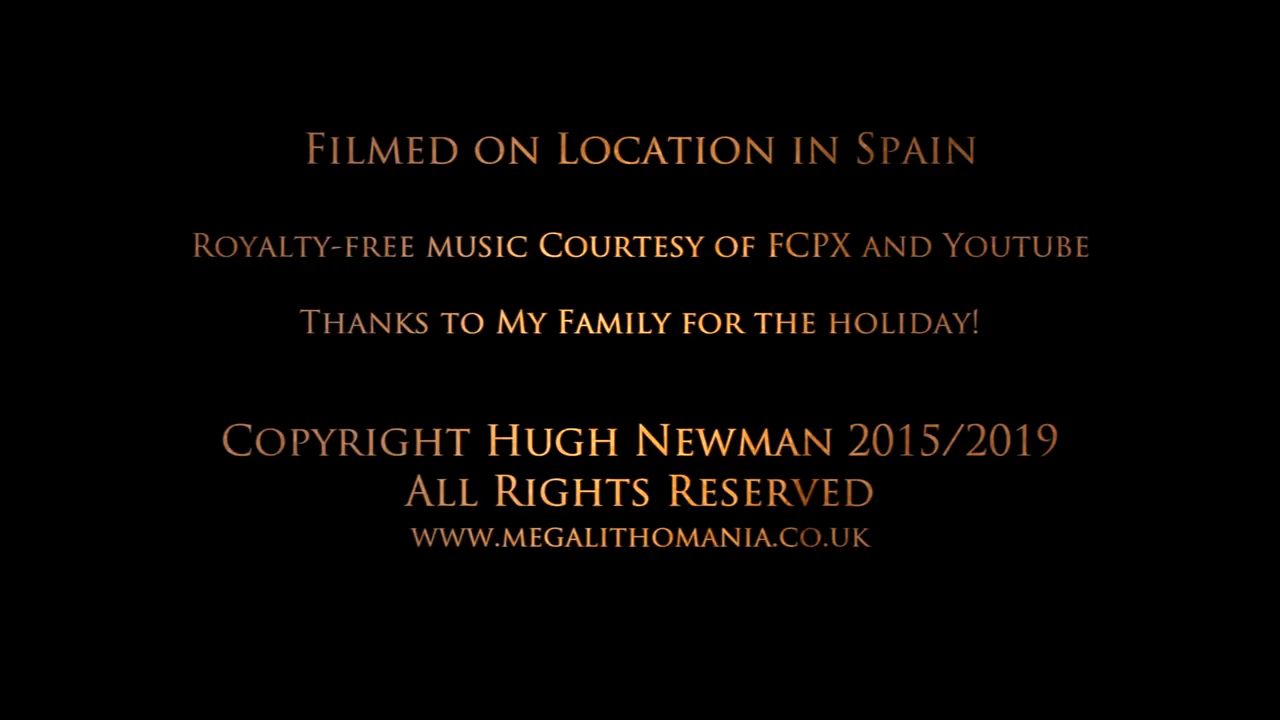 Filmed on Location in Spain
Royalty-free music Courtesy of FCPX and Youtube
Thanks to My Family for the holiday!
Copyright Hugh Newman 2015/2019
All Rights Reserved
www.megalithomania.co.uk